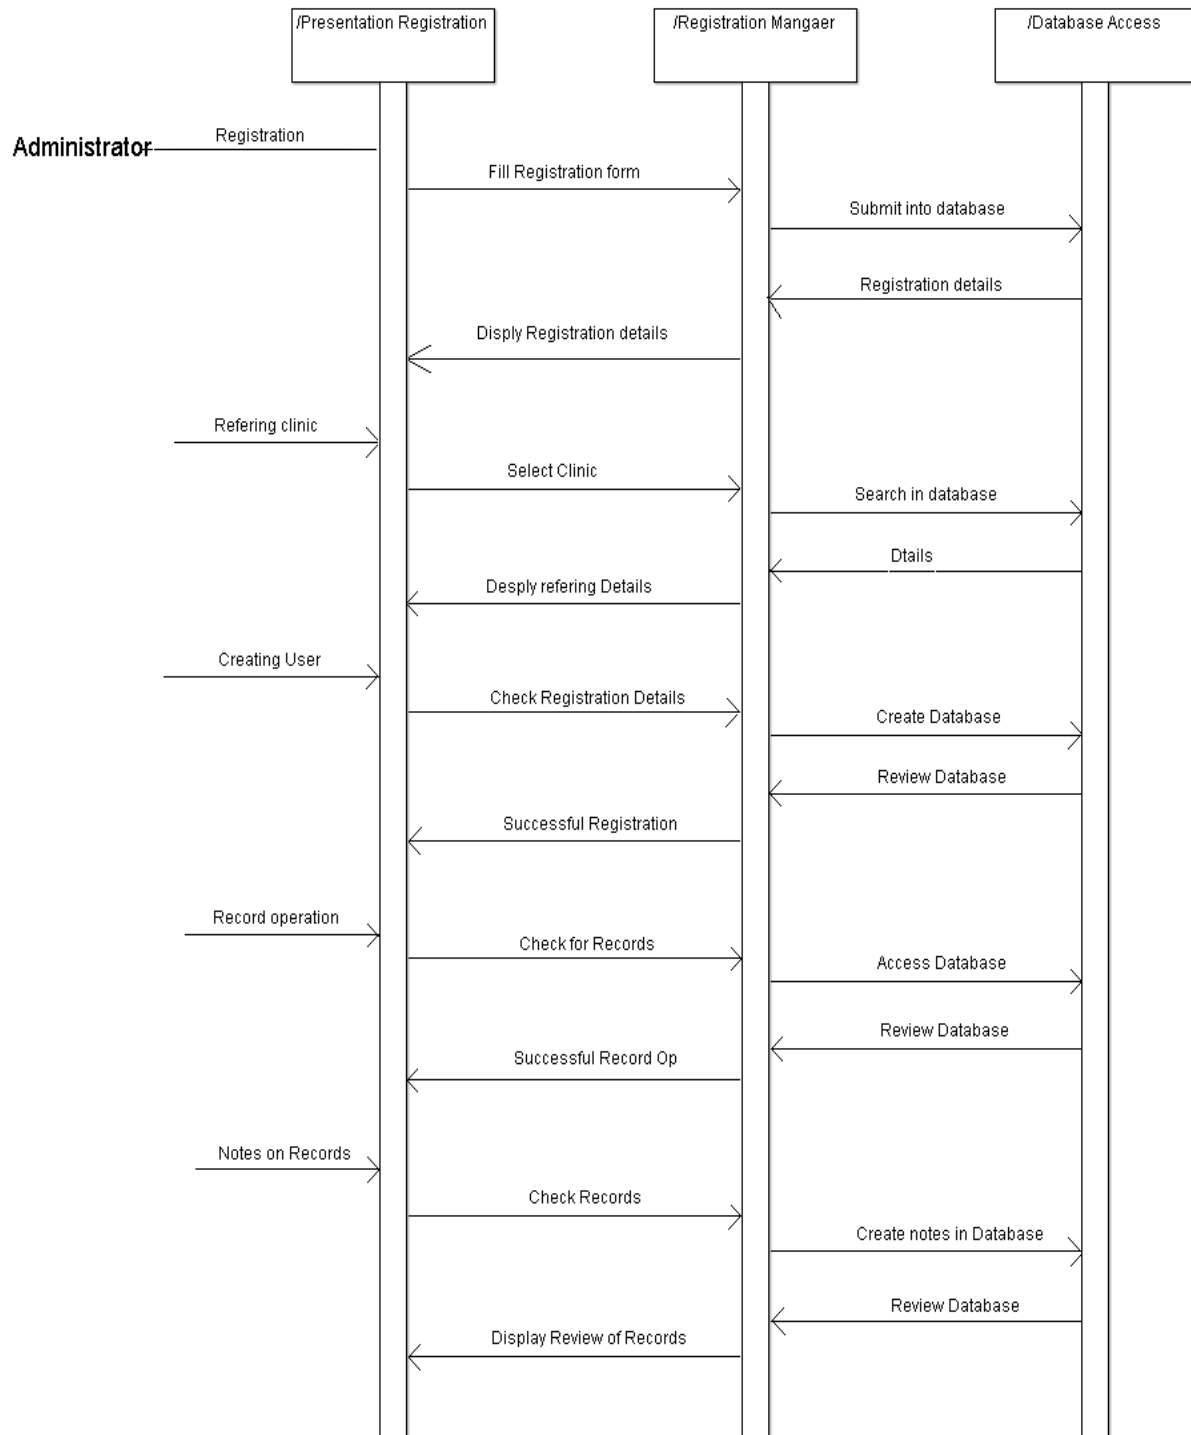 /Presentation Registration
/Registration Mangaer
/Database Access
Administrator
Registration
Fill Registration form
Submit into database
Registration details
Disply Registration details
Refering clinic
Select Clinic
Search in database
Dtails
Desply refering Details
Creating User
Check Registration Details
Create Database
Review Database
Successful Registration
Record operation
Check for Records
Access Database
Review Database
Successful Record Op
Notes on Records
Check Records
Create notes in Database
Review Database
Display Review of Records